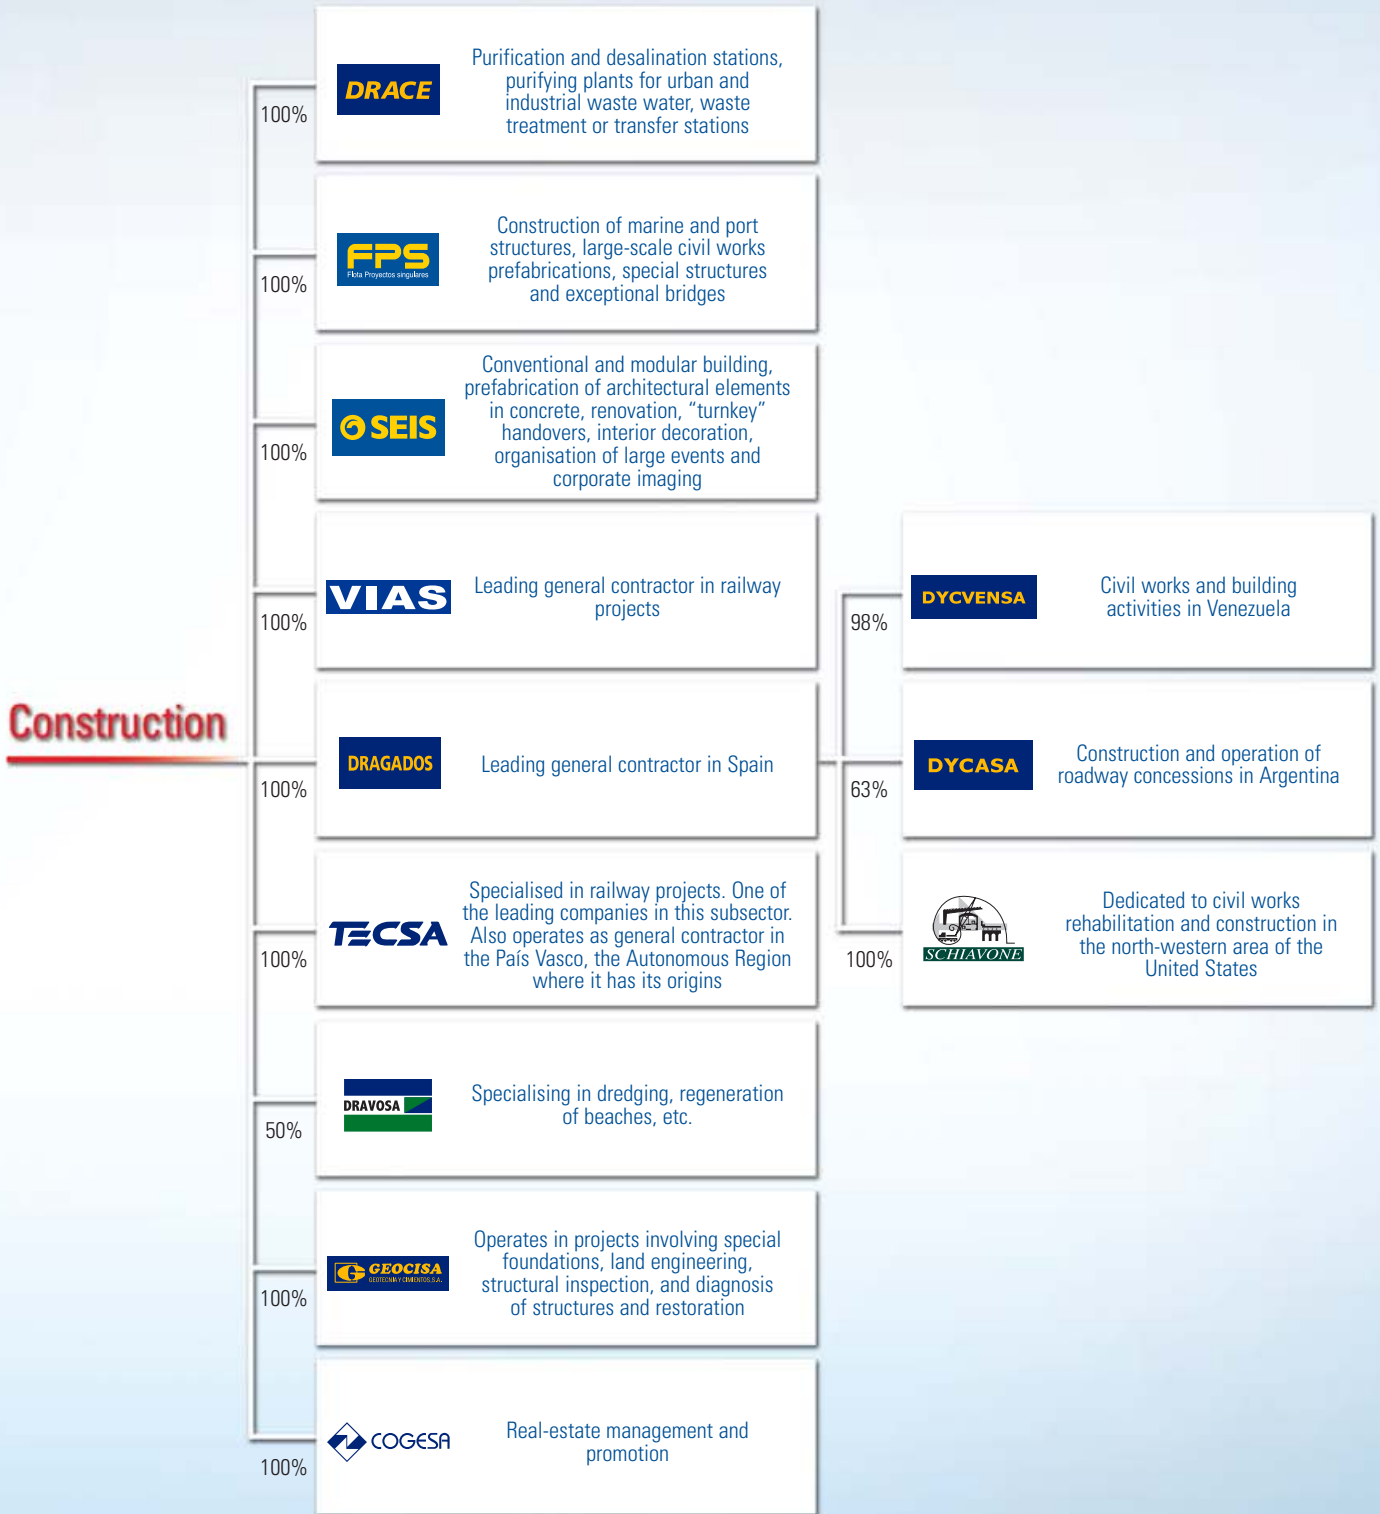 DRACE
Purification and desalination stations,
purifying plants for urban and
industrial waste water, waste
treatment or transfer stations
100%
FPS
Flota Proyectos singulares
Construction of marine and port
structures, large-scale civil works
prefabrications, special structures
and exceptional bridges
100%
SEIS
Conventional and modular building,
prefabrication of architectural elements
in concrete, renovation, “turnkey”
handovers, interior decoration,
organisation of large events and
corporate imaging
100%
VIAS
Leading general contractor in railway
projects
100%
Construction
DRAGADOS
Leading general contractor in Spain
100%
TECSA
Specialised in railway projects. One of
the leading companies in this subsector.
Also operates as general contractor in
the País Vasco, the Autonomous Region
where it has its origins
100%
DRAVOSA
Specialising in dredging, regeneration
of beaches, etc.
50%
GEOCISA
GEOTECNIA Y CIMIENTOS, S.A.
Operates in projects involving special
foundations, land engineering,
structural inspection, and diagnosis
of structures and restoration
100%
COGESA
Real-estate management and
promotion
100%
DYCVENSA
Civil works and building
activities in Venezuela
98%
DYCASA
Construction and operation of
roadway concessions in Argentina
63%
SCHIAVONE
Dedicated to civil works
rehabilitation and construction in
the north-western area of the
United States
100%